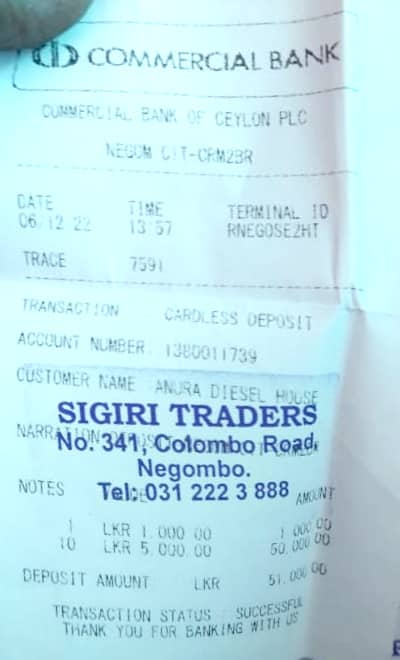 COMMERCIAL BANK
COMMERCIAL BANK OF CEYLON PLC
NEGOM CIT-CRM2BR
DATE TIME TERMINAL ID
06/12/22 13:57 RNEGOSE2HT
TRACE 7591
TRANSACTION CARDLESS DEPOSIT
ACCOUNT NUMBER: 1380011739
CUSTOMER NAME ANURA DIESEL HOUSE
SIGIRI TRADERS
NARRATION
No. 341, Colombo Road,
Negombo.
Tel: 031 222 3 888
NOTES AMOUNT
1 LKR 1,000.00 1,000.00
10 LKR 5,000.00 50,000.00
DEPOSIT AMOUNT LKR 51,000.00
TRANSACTION STATUS : SUCCESSFUL
THANK YOU FOR BANKING WITH US